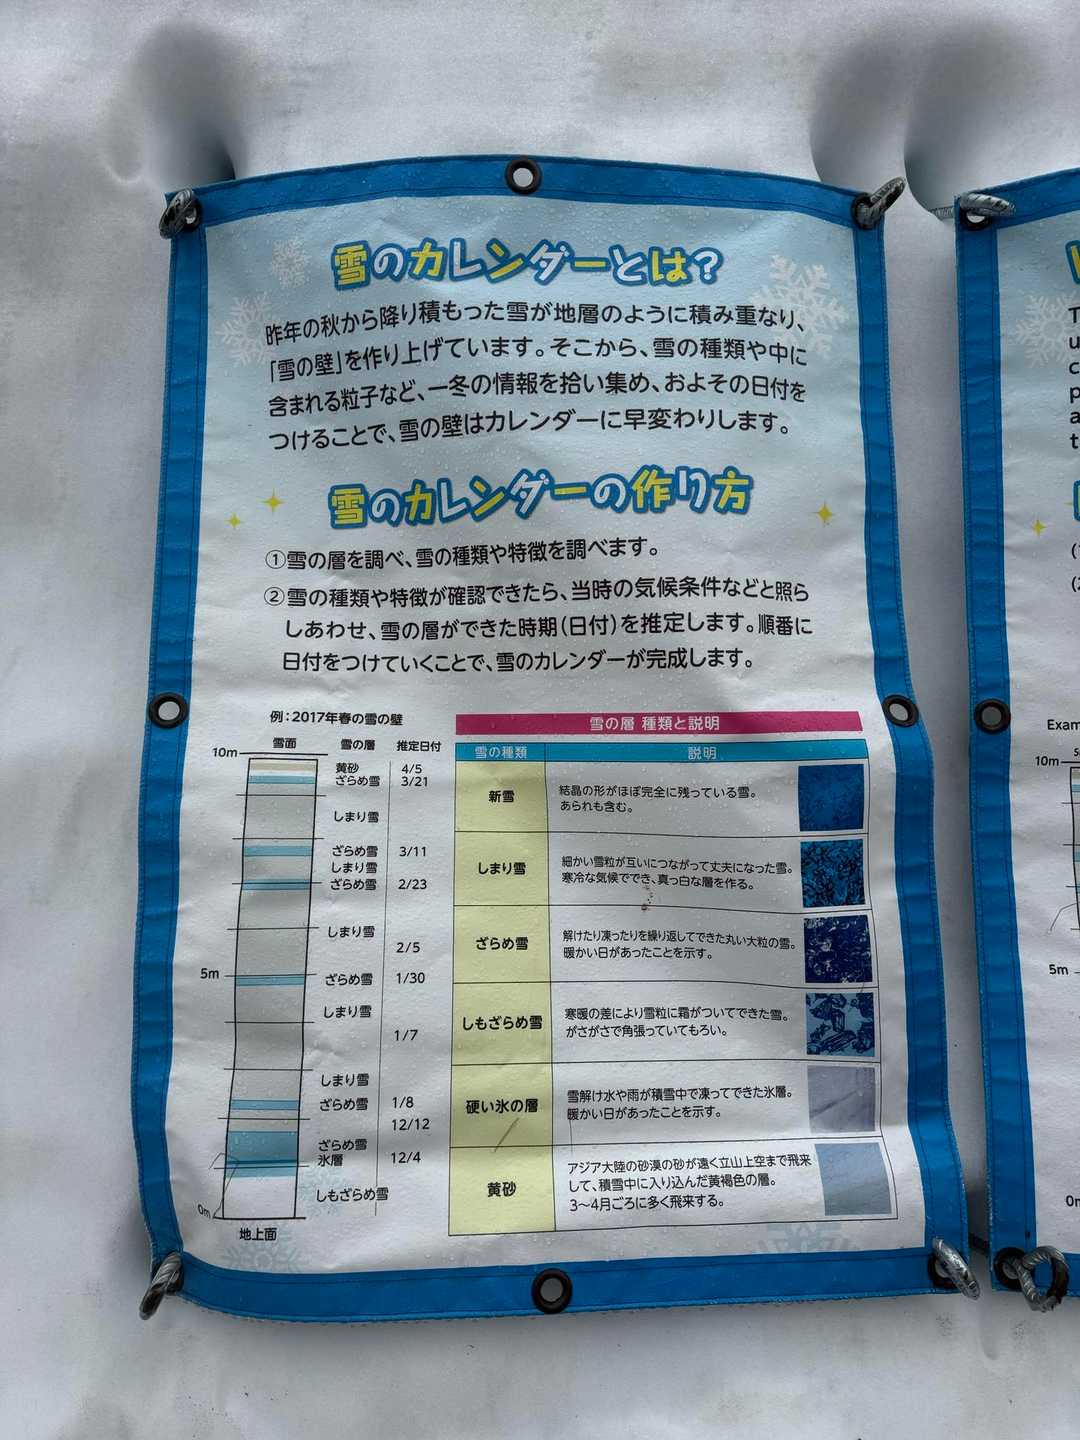 雪のカレンダーとは?
昨年の秋から降り積もった雪が地層のように積み重なり、
「雪の壁」を作り上げています。そこから、雪の種類や中に
含まれる粒子など、一冬の情報を拾い集め、およその日付を
つけることで、雪の壁はカレンダーに早変わりします。
雪のカレンダーの作り方
①雪の層を調べ、雪の種類や特徴を調べます。
②雪の種類や特徴が確認できたら、当時の気候条件などと照ら
しあわせ、雪の層ができた時期(日付)を推定します。順番に
日付をつけていくことで、雪のカレンダーが完成します。
例:2017年春の雪の壁
雪面 雪の層 推定日付
10m
黄砂 4/5
ざらめ雪 3/21
しまり雪
ざらめ雪 3/11
しまり雪
ざらめ雪 2/23
しまり雪
2/5
5m ざらめ雪 1/30
しまり雪
1/7
しまり雪
ざらめ雪 1/8
12/12
ざらめ雪
氷層 12/4
しもざらめ雪
0m
地上面
雪の層 種類と説明
雪の種類 説明
新雪
結晶の形がほぼ完全に残っている雪。
あられも含む。
しまり雪
細かい雪粒が互いにつながって丈夫になった雪。
寒冷な気候ででき、真っ白な層を作る。
ざらめ雪
解けたり凍ったりを繰り返してできた丸い大粒の雪。
暖かい日があったことを示す。
しもざらめ雪
寒暖の差により雪粒に霜がついてできた雪。
がさがさで角張っていてもろい。
硬い氷の層
雪解け水や雨が積雪中で凍ってできた氷層。
暖かい日があったことを示す。
黄砂
アジア大陸の砂漠の砂が遠く立山上空まで飛来
して、積雪中に入り込んだ黄褐色の層。
3〜4月ごろに多く飛来する。
10m
5m